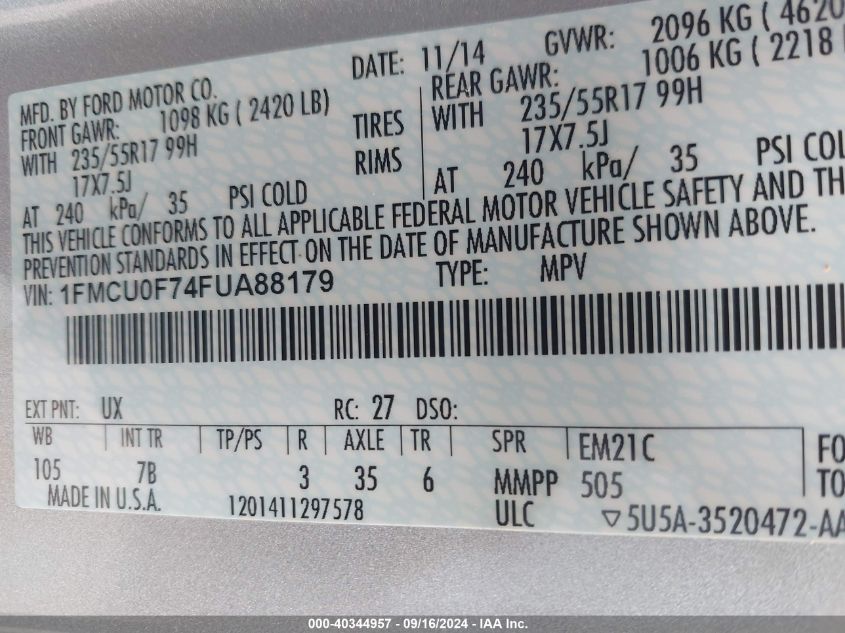 MFD. BY FORD MOTOR CO.
DATE: 11/14 GVWR: 2096 KG ( 4620
FRONT GAWR: 1098 KG ( 2420 LB) REAR GAWR: 1006 KG ( 2218
WITH 235/55R17 99H TIRES WITH 235/55R17 99H
17X7.5J RIMS 17X7.5J
AT 240 kPa/ 35 PSI COLD AT 240 kPa/ 35 PSI COL
THIS VEHICLE CONFORMS TO ALL APPLICABLE FEDERAL MOTOR VEHICLE SAFETY AND TH
PREVENTION STANDARDS IN EFFECT ON THE DATE OF MANUFACTURE SHOWN ABOVE.
VIN: 1FMCU0F74FUA88179 TYPE: MPV
EXT PNT: UX RC: 27 DSO:
WB INT TR TP/PS R AXLE TR SPR EM21C FO
105 7B 3 35 6 MMPP 505 TO
MADE IN U.S.A. 1201411297578 ULC ▽5U5A-3520472-AA
000-40344957 - 09/16/2024 - IAA Inc.